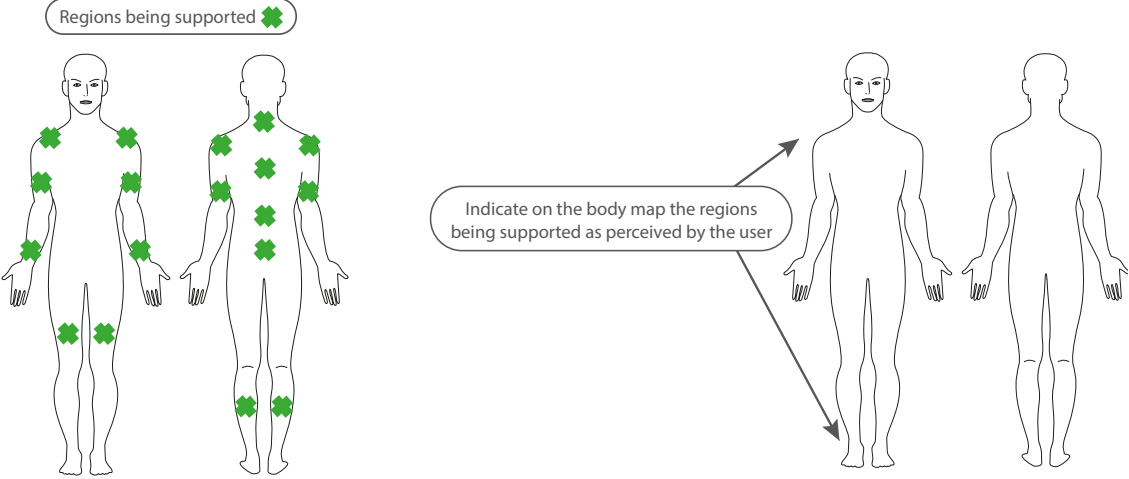 Regions being supported
Indicate on the body map the regions
being supported as perceived by the user